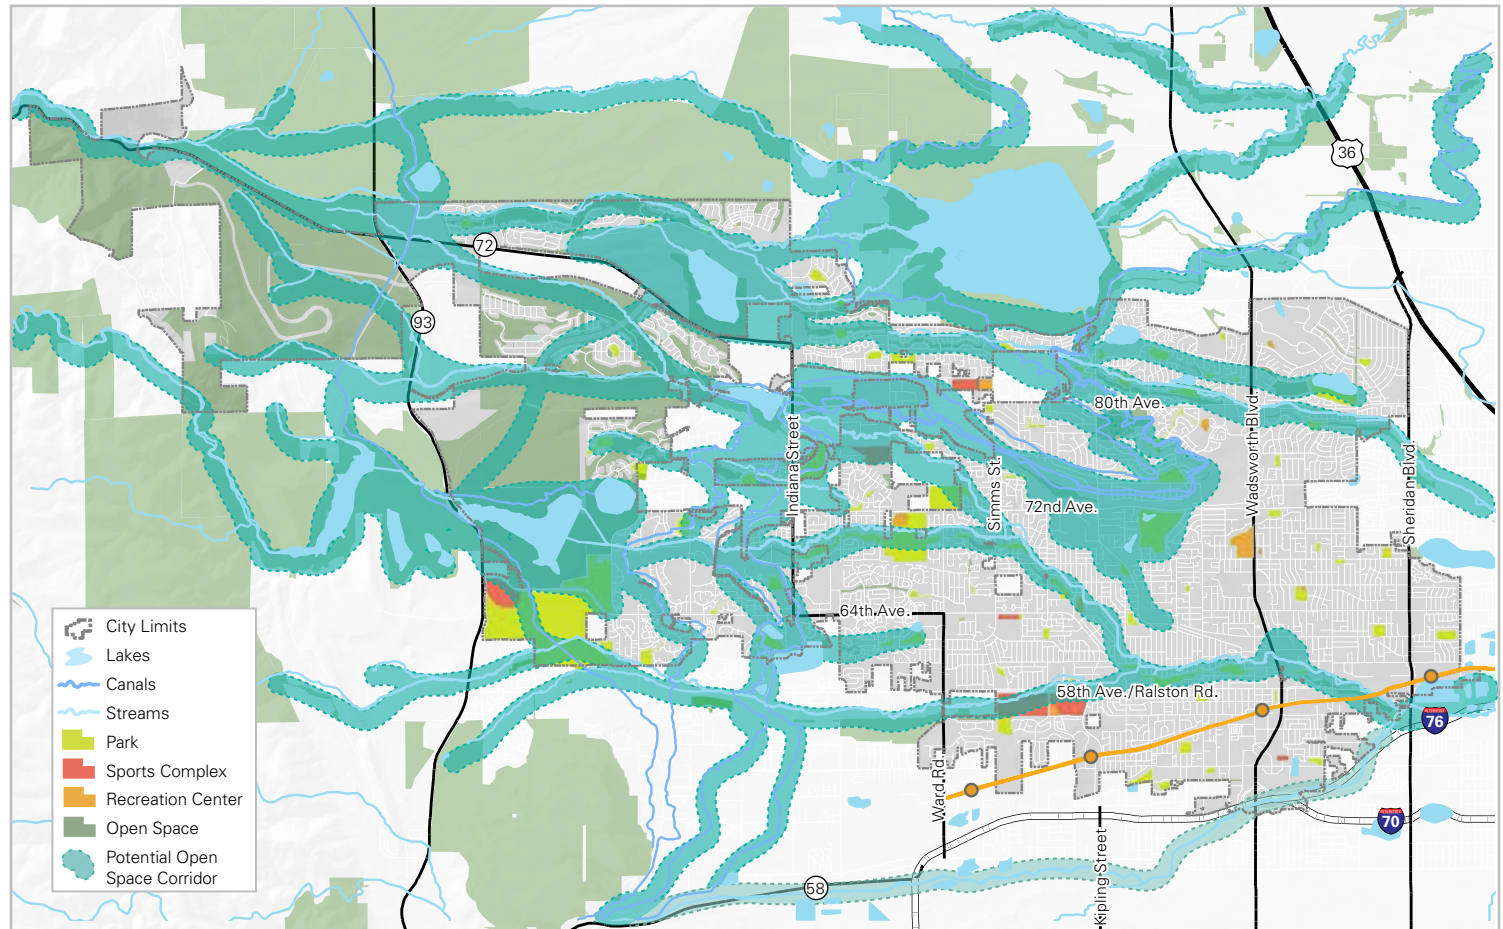 36
72
93
80th Ave.
Indiana Street
Simms St.
Wadsworth Blvd.
Sheridan Blvd.
72nd Ave.
64th Ave.
City Limits
Lakes
Canals
Streams
Park
Sports Complex
Recreation Center
Open Space
Potential Open
Space Corridor
58th Ave./Ralston Rd.
76
Ward Rd.
70
Kipling Street
58